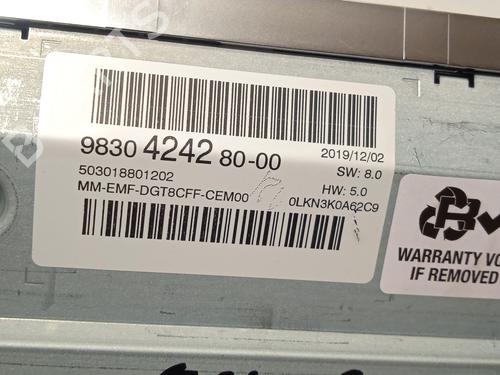 9830 4242 80-00
2019/12/02
503018801202
SW: 8.0
MM-EMF-DGT8CFF-CEM00
HW: 5.0
0LKN3K0A62C9
WARRANTY VO
IF REMOVED